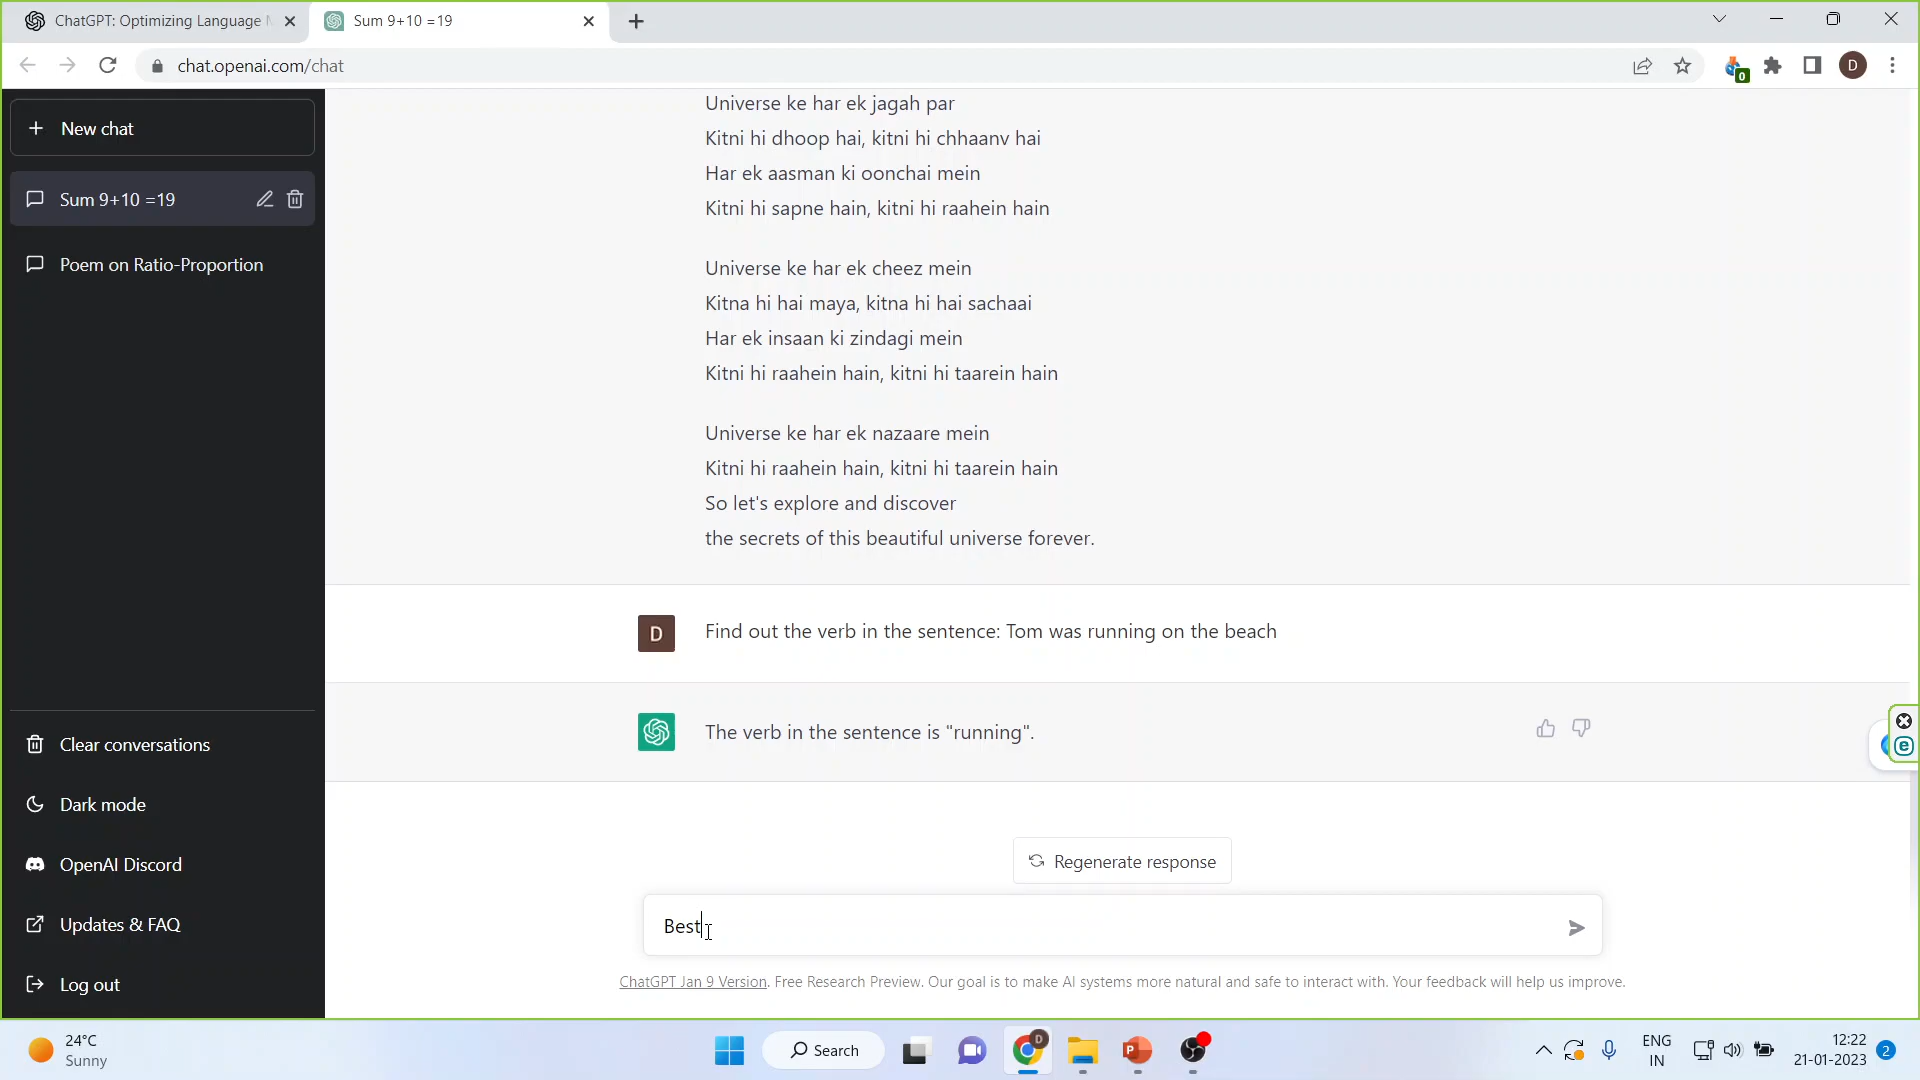 ChatGPT: Optimizing Language
Sum 9+10 =19
chat.openai.com/chat
0
D
New chat
Sum 9+10 =19
Poem on Ratio-Proportion
Clear conversations
Dark mode
OpenAI Discord
Updates & FAQ
Log out
Universe ke har ek jagah par
Kitni hi dhoop hai, kitni hi chhaanv hai
Har ek aasman ki oonchai mein
Kitni hi sapne hain, kitni hi raahein hain
Universe ke har ek cheez mein
Kitna hi hai maya, kitna hi hai sachaai
Har ek insaan ki zindagi mein
Kitni hi raahein hain, kitni hi taarein hain
Universe ke har ek nazaare mein
Kitni hi raahein hain, kitni hi taarein hain
So let's explore and discover
the secrets of this beautiful universe forever.
D
Find out the verb in the sentence: Tom was running on the beach
The verb in the sentence is "running".
Regenerate response
Best
ChatGPT Jan 9 Version. Free Research Preview. Our goal is to make AI systems more natural and safe to interact with. Your feedback will help us improve.
24°C
Sunny
Search
D
P
ENG
IN
12:22
21-01-2023
2